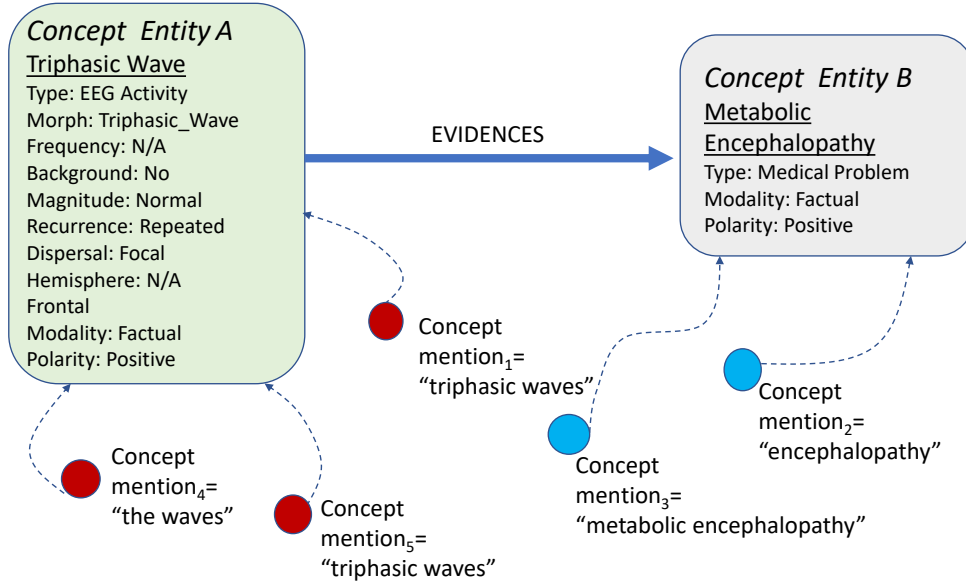 Concept Entity A
Triphasic Wave
Type: EEG Activity
Morph: Triphasic_Wave
Frequency: N/A
Background: No
Magnitude: Normal
Recurrence: Repeated
Dispersal: Focal
Hemisphere: N/A
Frontal
Modality: Factual
Polarity: Positive
EVIDENCES
Concept Entity B
Metabolic
Encephalopathy
Type: Medical Problem
Modality: Factual
Polarity: Positive
Concept
mention₁=
“triphasic waves”
Concept
mention₂=
“encephalopathy”
Concept
mention₃=
“metabolic encephalopathy”
Concept
mention₄=
“the waves”
Concept
mention₅=
“triphasic waves”